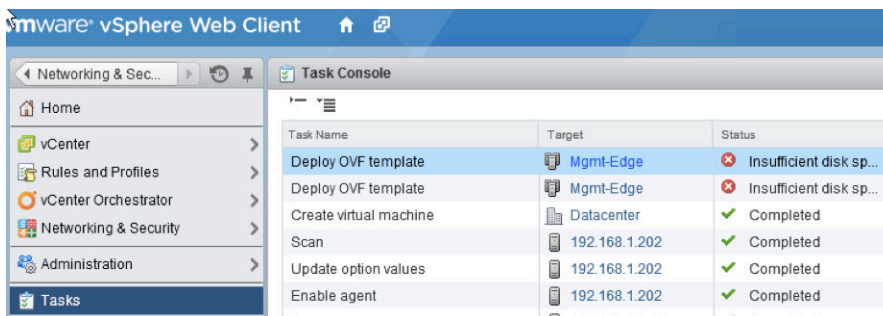 vmware® vSphere Web Client
Networking & Sec...
Home
vCenter
Rules and Profiles
vCenter Orchestrator
Networking & Security
Administration
Tasks
Task Console
Task Name Target Status
Deploy OVF template Mgmt-Edge Insufficient disk sp...
Deploy OVF template Mgmt-Edge Insufficient disk sp...
Create virtual machine Datacenter Completed
Scan 192.168.1.202 Completed
Update option values 192.168.1.202 Completed
Enable agent 192.168.1.202 Completed